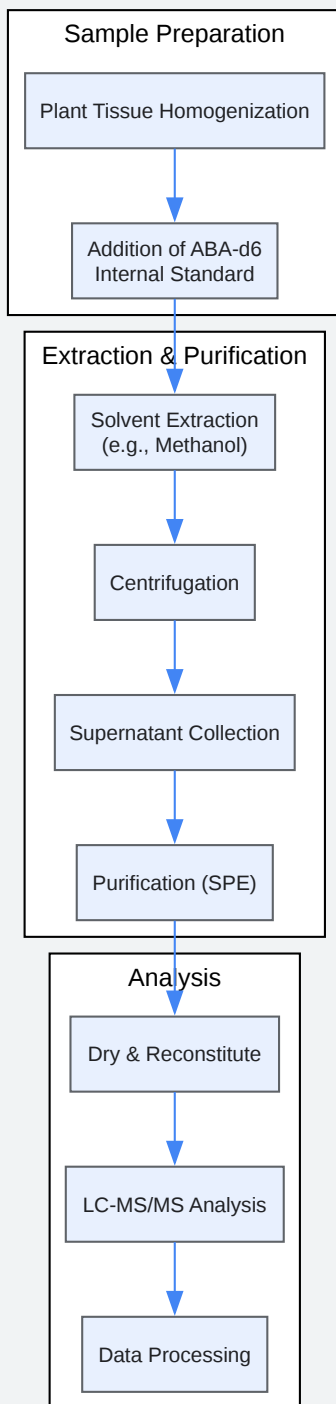 Sample Preparation
Plant Tissue Homogenization
Addition of ABA-d6
Internal Standard
Extraction & Purification
Solvent Extraction
(e.g., Methanol)
Centrifugation
Supernatant Collection
Purification (SPE)
Analysis
Dry & Reconstitute
LC-MS/MS Analysis
Data Processing